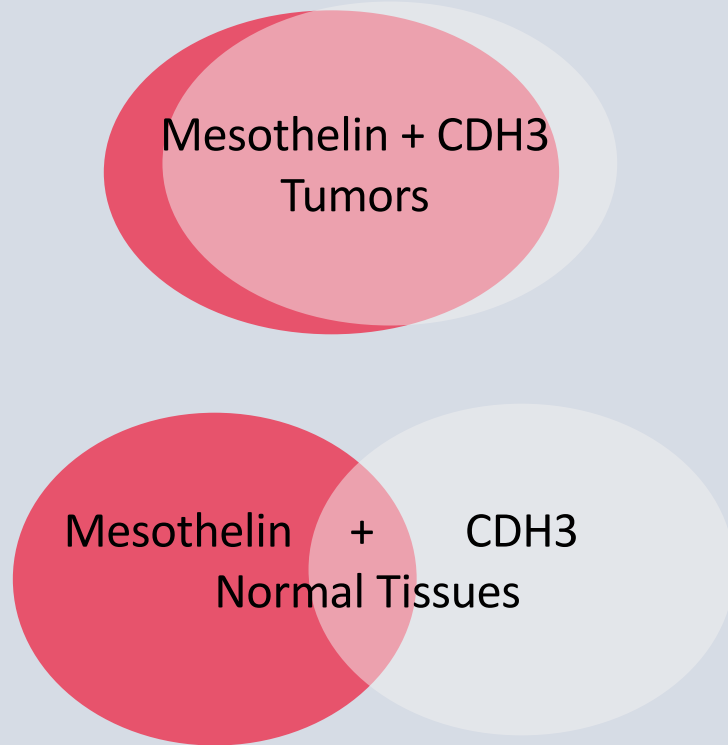 Mesothelin + CDH3
Tumors
Mesothelin + CDH3
Normal Tissues